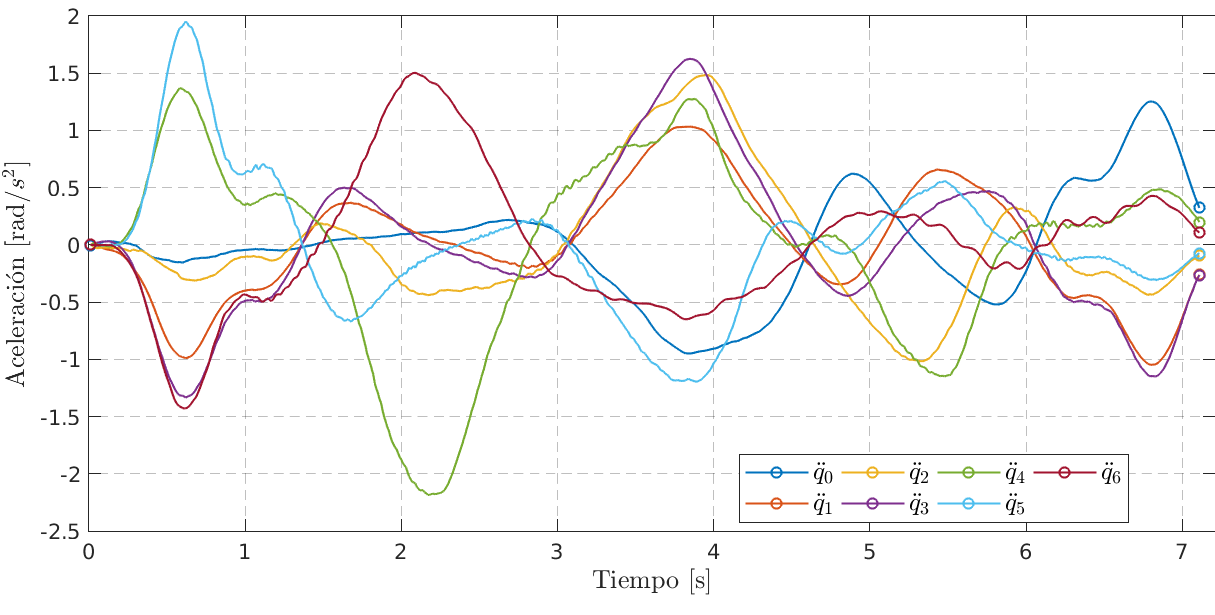 2
1.5
1
0.5
0
-0.5
-1
-1.5
-2
-2.5
Aceleración [rad/s²]
0 1 2 3 4 5 6 7
Tiempo [s]
q̈₀ q̈₂ q̈₄ q̈₆
q̈₁ q̈₃ q̈₅